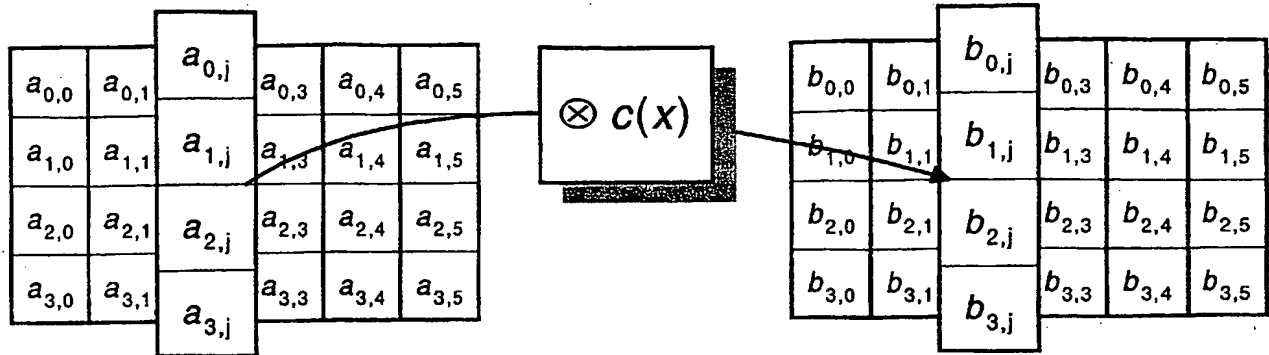 a0,0 a0,1 a0,j a0,3 a0,4 a0,5
a1,0 a1,1 a1,j a1,3 a1,4 a1,5
a2,0 a2,1 a2,j a2,3 a2,4 a2,5
a3,0 a3,1 a3,j a3,3 a3,4 a3,5
⊗ c(x)
b0,0 b0,1 b0,j b0,3 b0,4 b0,5
b1,0 b1,1 b1,j b1,3 b1,4 b1,5
b2,0 b2,1 b2,j b2,3 b2,4 b2,5
b3,0 b3,1 b3,j b3,3 b3,4 b3,5